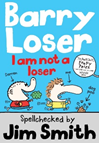 Barry Loser
I am not a loser
Spellchecked by
Jim Smith